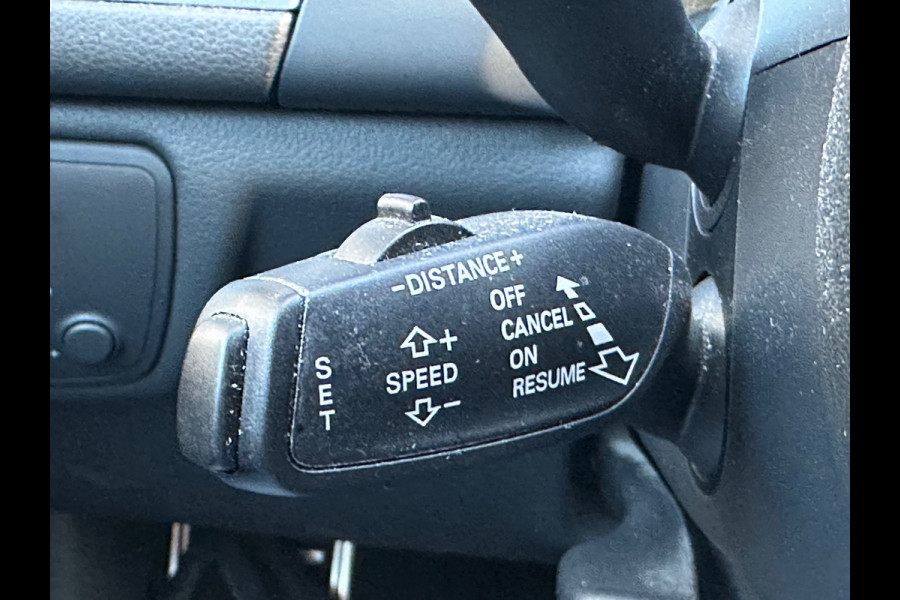 -DISTANCE+
OFF
CANCEL
ON
RESUME
+
SPEED
-
SET